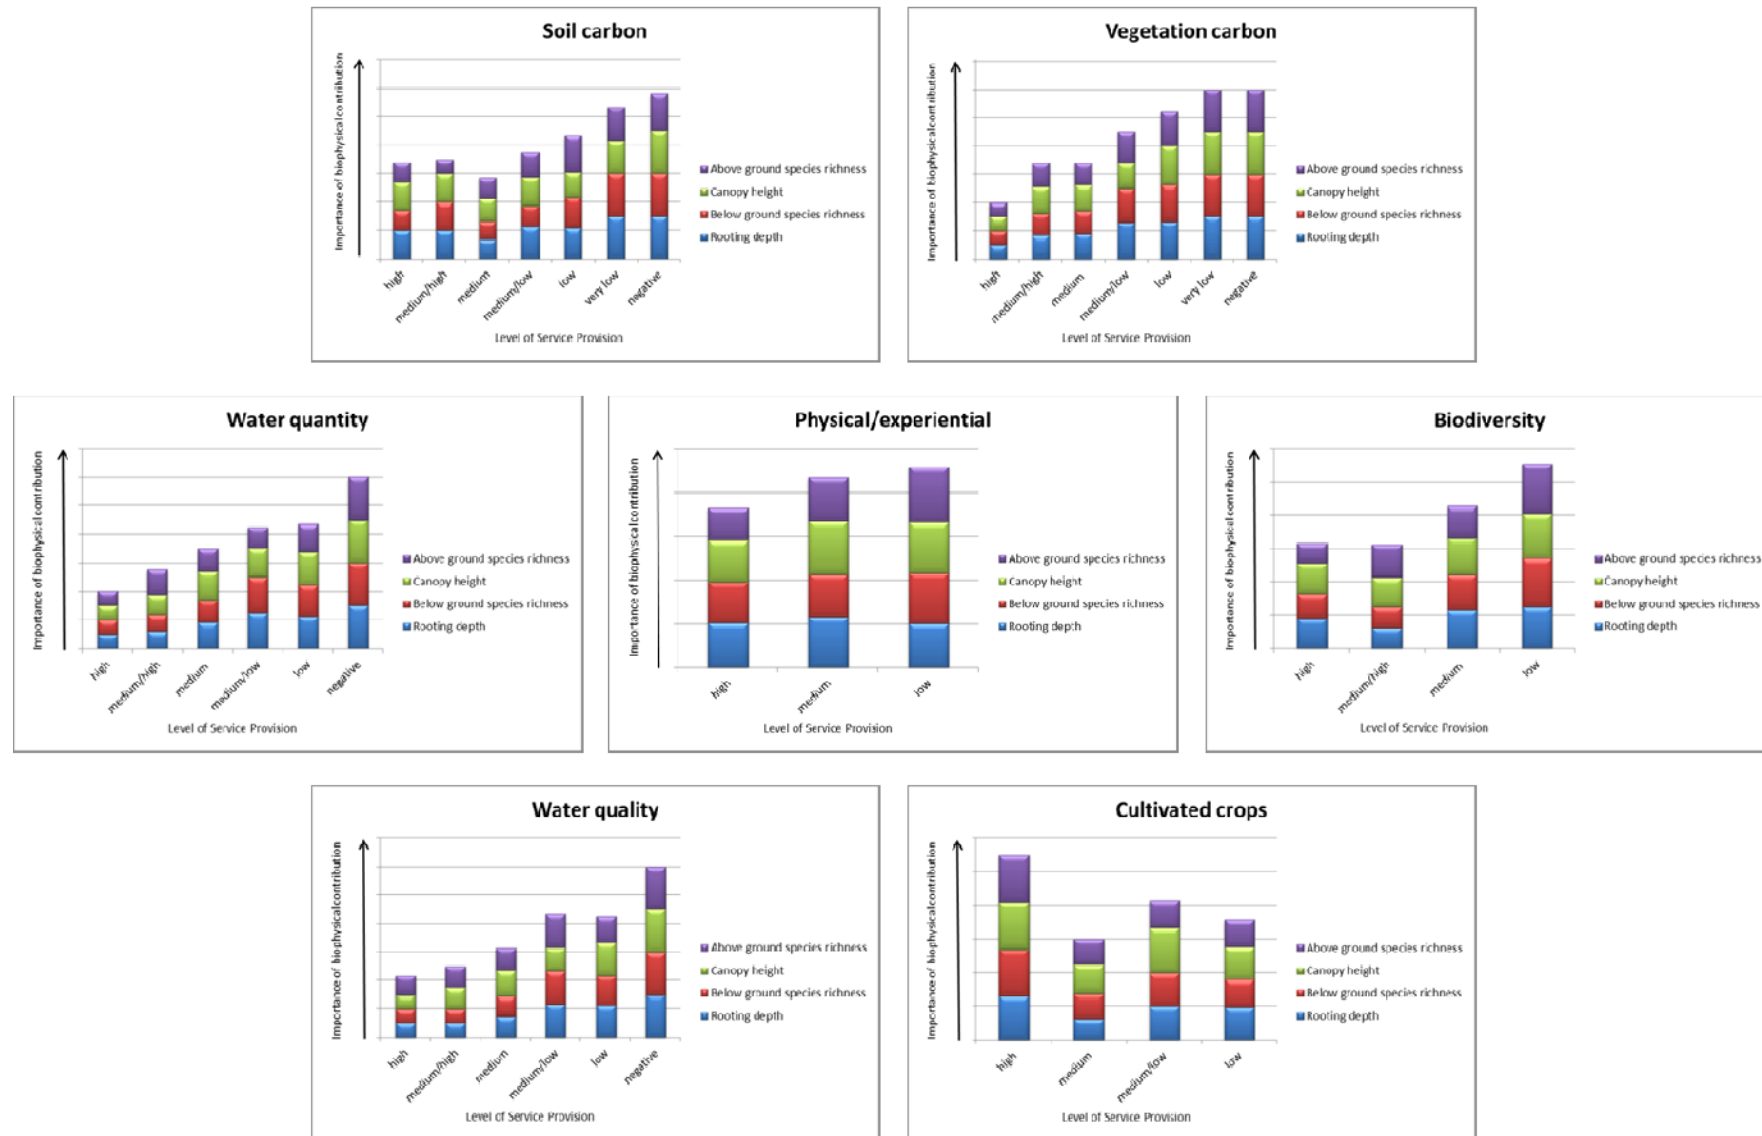 Soil carbon
Importance of biophysical contribution
Above ground species richness
Canopy height
Below ground species richness
Rooting depth
high
medium/high
medium
medium/low
low
very low
negative
Level of Service Provision
Vegetation carbon
Importance of biophysical contribution
Above ground species richness
Canopy height
Below ground species richness
Rooting depth
high
medium/high
medium
medium/low
low
very low
negative
Level of Service Provision
Water quantity
Importance of biophysical contribution
Above ground species richness
Canopy height
Below ground species richness
Rooting depth
high
medium/high
medium
medium/low
low
negative
Level of Service Provision
Physical/experiential
Importance of biophysical contribution
Above ground species richness
Canopy height
Below ground species richness
Rooting depth
high
medium
low
Level of Service Provision
Biodiversity
Importance of biophysical contribution
Above ground species richness
Canopy height
Below ground species richness
Rooting depth
high
medium/high
medium
low
Level of Service Provision
Water quality
Importance of biophysical contribution
Above ground species richness
Canopy height
Below ground species richness
Rooting depth
high
medium/high
medium
medium/low
low
negative
Level of Service Provision
Cultivated crops
Importance of biophysical contribution
Above ground species richness
Canopy height
Below ground species richness
Rooting depth
high
medium
medium/low
low
Level of Service Provision